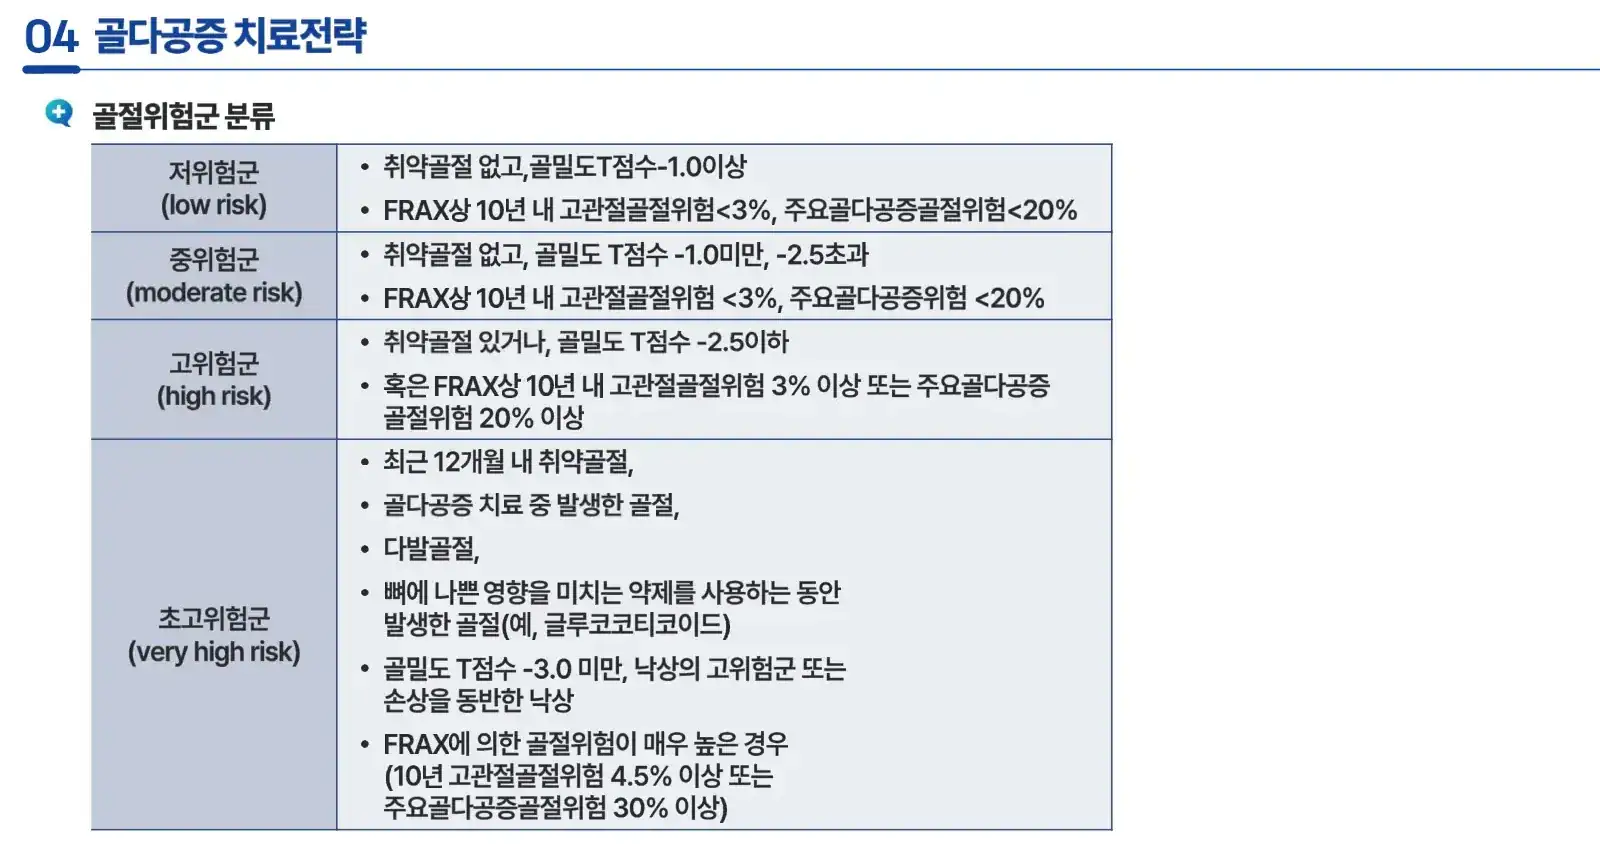 04 골다공증 치료전략
골절위험군 분류
저위험군
(low risk)
• 취약골절 없고,골밀도T점수-1.0이상
• FRAX상 10년 내 고관절골절위험<3%, 주요골다공증골절위험<20%
중위험군
(moderate risk)
• 취약골절 없고, 골밀도 T점수 -1.0미만, -2.5초과
• FRAX상 10년 내 고관절골절위험 <3%, 주요골다공증위험 <20%
고위험군
(high risk)
• 취약골절 있거나, 골밀도 T점수 -2.5이하
• 혹은 FRAX상 10년 내 고관절골절위험 3% 이상 또는 주요골다공증
골절위험 20% 이상
초고위험군
(very high risk)
• 최근 12개월 내 취약골절,
• 골다공증 치료 중 발생한 골절,
• 다발골절,
• 뼈에 나쁜 영향을 미치는 약제를 사용하는 동안
발생한 골절(예, 글루코코티코이드)
• 골밀도 T점수 -3.0 미만, 낙상의 고위험군 또는
손상을 동반한 낙상
• FRAX에 의한 골절위험이 매우 높은 경우
(10년 고관절골절위험 4.5% 이상 또는
주요골다공증골절위험 30% 이상)